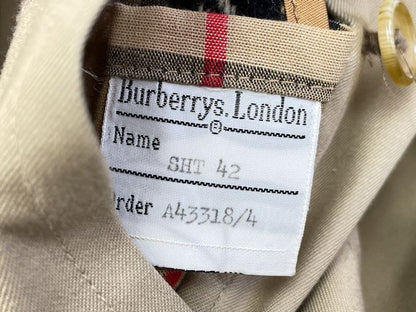 Burberrys. London
Name
SHT 42
rder A43318/4